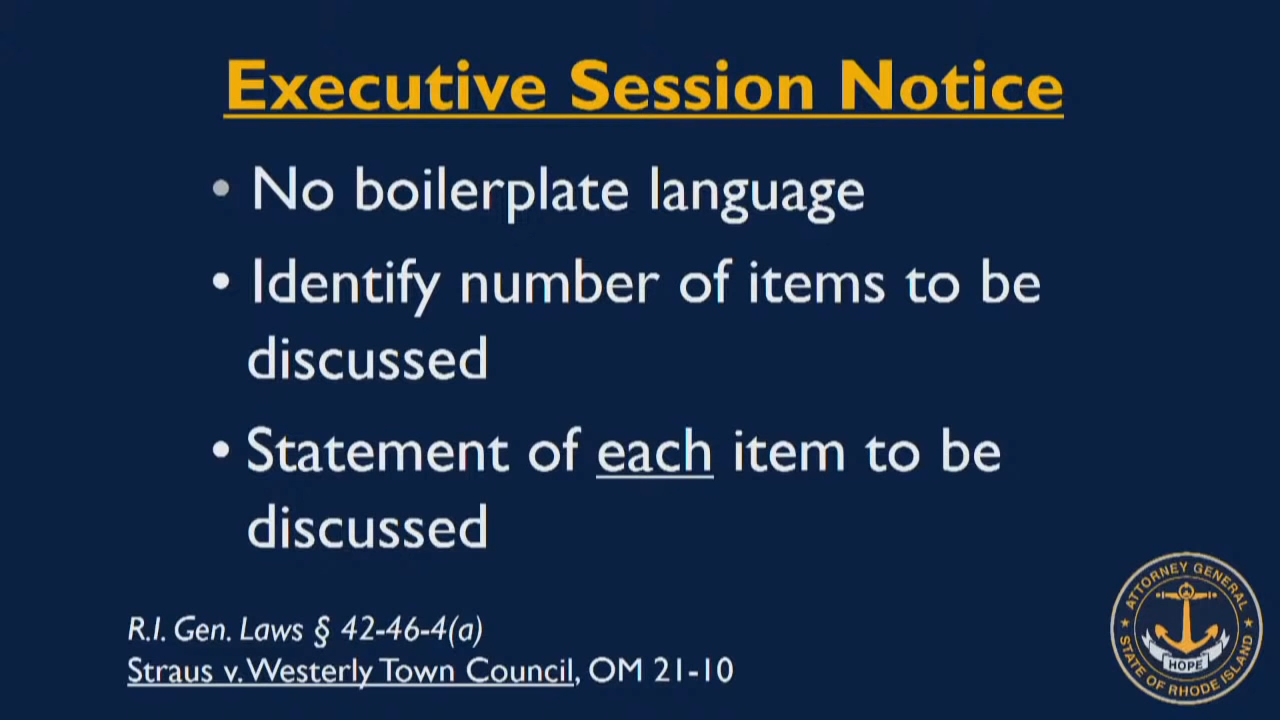 Executive Session Notice
• No boilerplate language
• Identify number of items to be
discussed
• Statement of each item to be
discussed
R.I. Gen. Laws § 42-46-4(a)
Straus v. Westerly Town Council, OM 21-10
ATTORNEY GENERAL
HOPE
STATE OF RHODE ISLAND